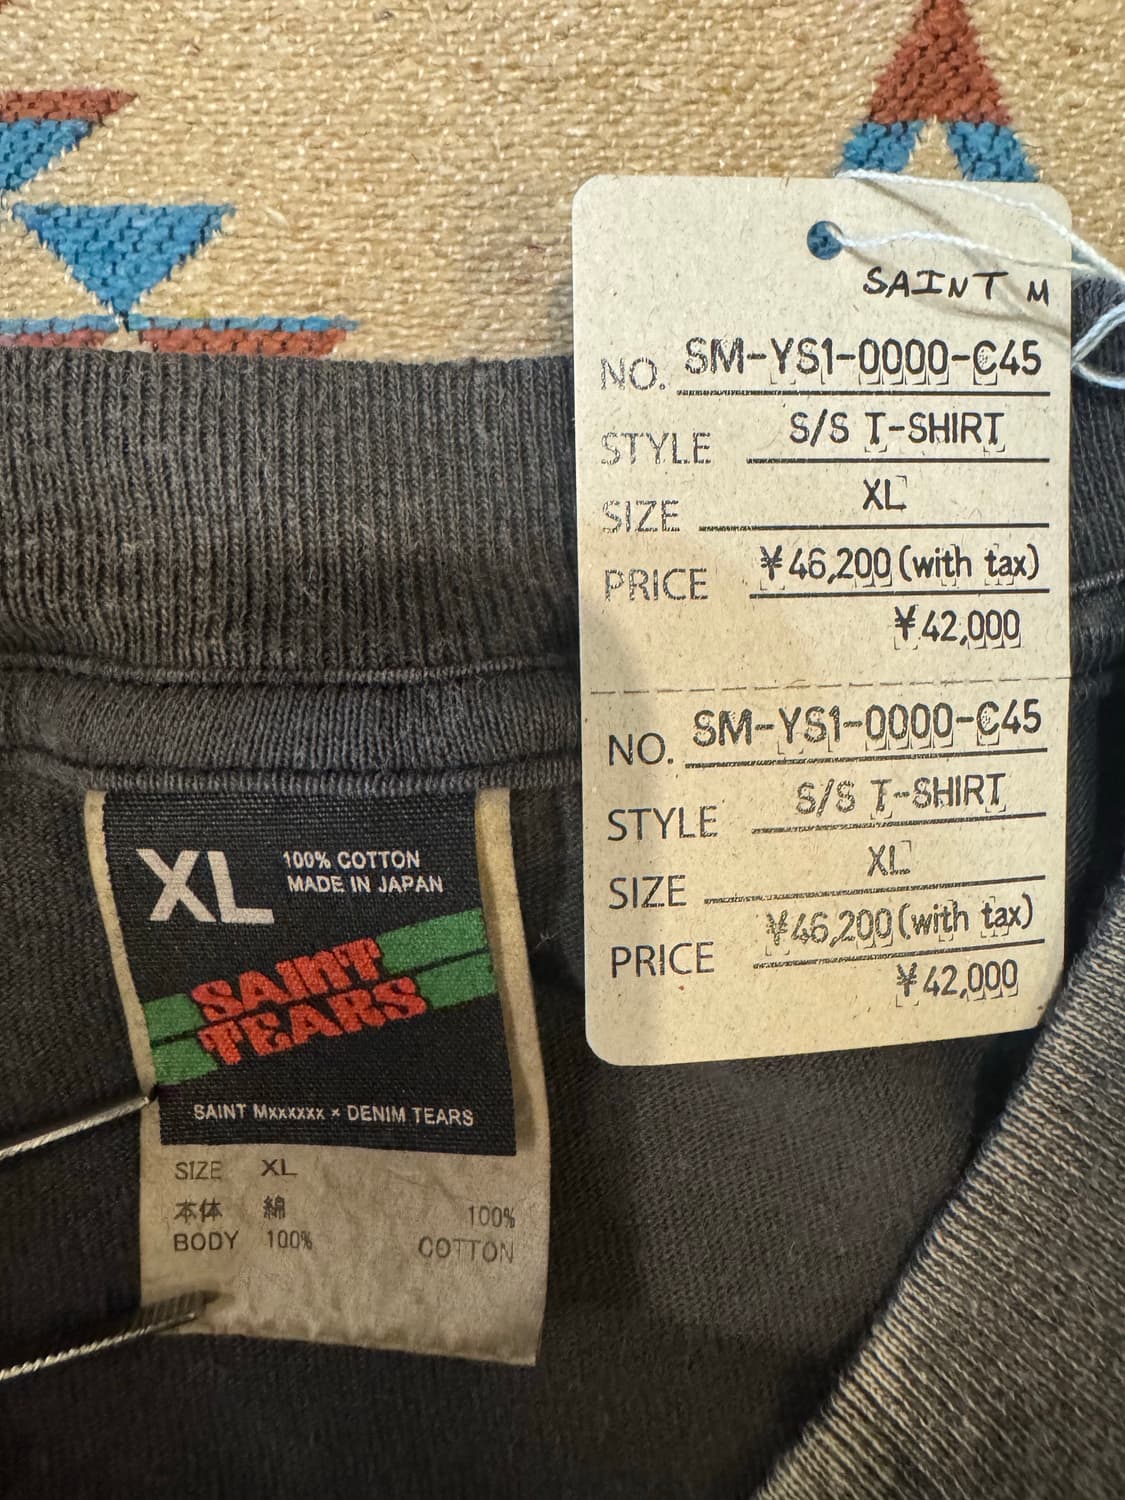 SAINT M
NO. SM-YS1-0000-C45
STYLE S/S T-SHIRT
SIZE XL
PRICE ¥46,200(with tax)
¥42,000
NO. SM-YS1-0000-C45
STYLE S/S T-SHIRT
SIZE XL
PRICE ¥46,200(with tax)
¥42,000
XL
100% COTTON
MADE IN JAPAN
SAINT
TEARS
SAINT Mxxxxxx × DENIM TEARS
SIZE XL
本体 綿 100%
BODY 100% COTTON